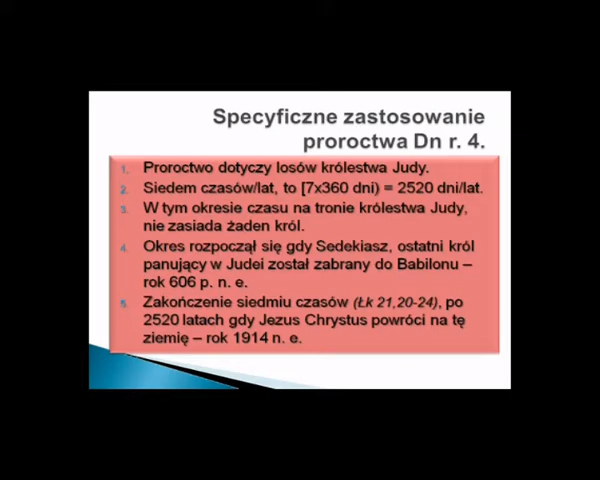 Specyficzne zastosowanie
proroctwa Dn r. 4.
1. Proroctwo dotyczy losów królestwa Judy.
2. Siedem czasów/lat, to [7x360 dni) = 2520 dni/lat.
3. W tym okresie czasu na tronie królestwa Judy,
nie zasiada żaden król.
4. Okres rozpoczął się gdy Sedekiasz, ostatni król
panujący w Judei został zabrany do Babilonu –
rok 606 p. n. e.
5. Zakończenie siedmiu czasów (Łk 21,20-24), po
2520 latach gdy Jezus Chrystus powróci na tę
ziemię – rok 1914 n. e.